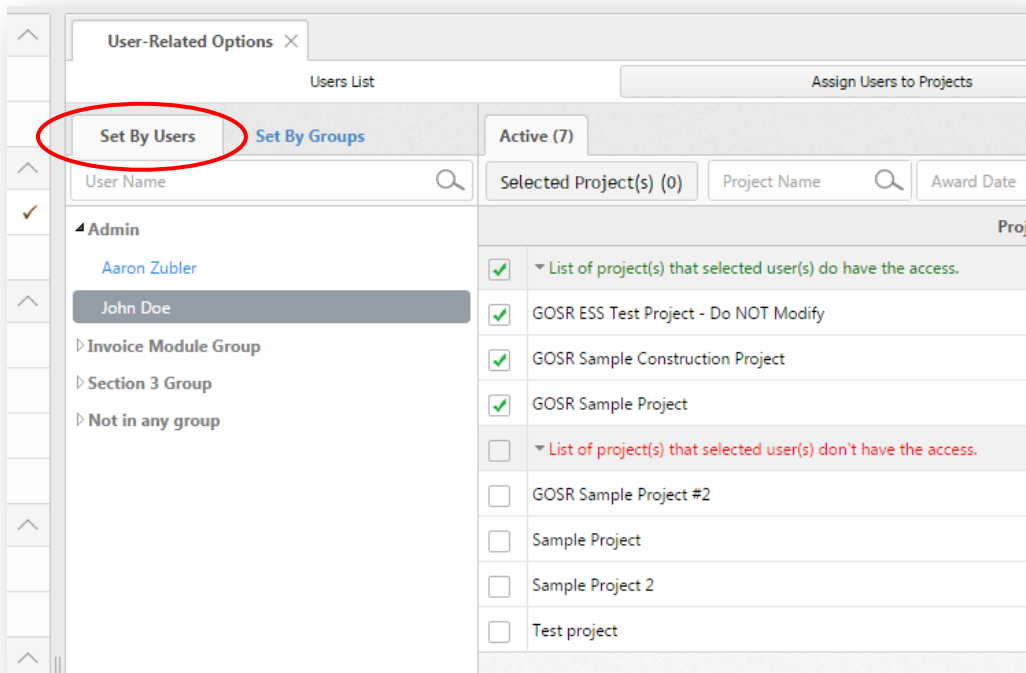 User-Related Options
Users List
Assign Users to Projects
Set By Users
Set By Groups
Active (7)
User Name
Selected Project(s) (0)
Project Name
Award Date
Admin
Aaron Zubler
John Doe
Invoice Module Group
Section 3 Group
Not in any group
Proj
List of project(s) that selected user(s) do have the access.
GOSR ESS Test Project - Do NOT Modify
GOSR Sample Construction Project
GOSR Sample Project
List of project(s) that selected user(s) don't have the access.
GOSR Sample Project #2
Sample Project
Sample Project 2
Test project